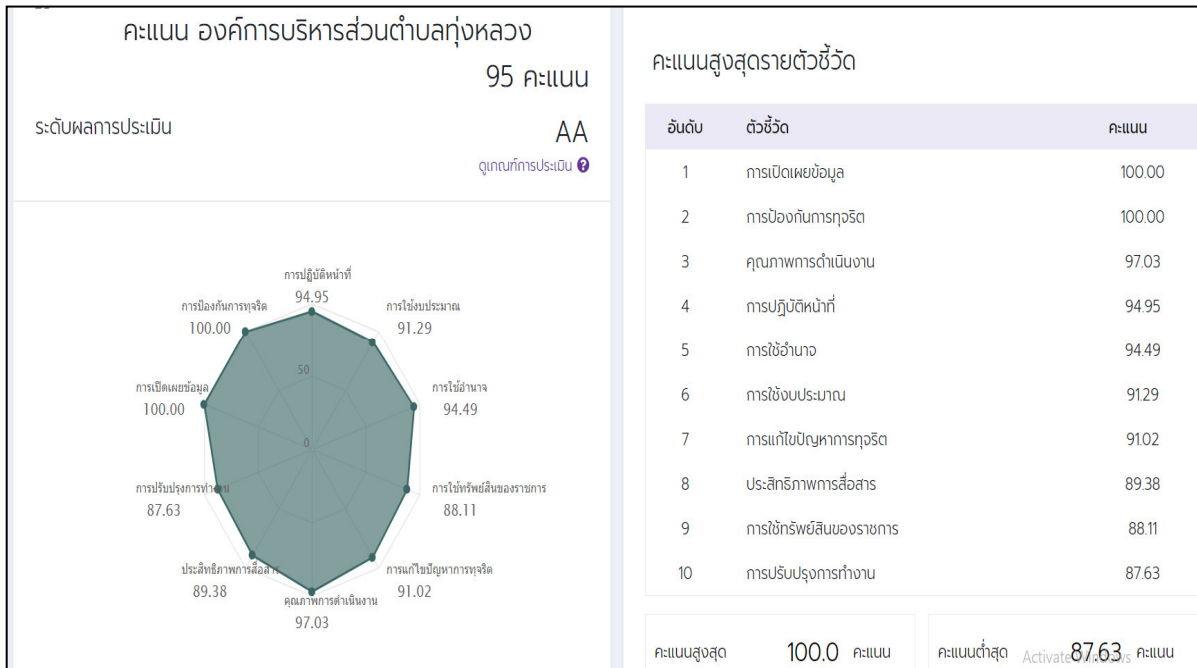 คะแนน องค์การบริหารส่วนตำบลทุ่งหลวง
95 คะแนน
ระดับผลการประเมิน
AA
ดูเกณฑ์การประเมิน ?
การปฏิบัติหน้าที่
94.95
การป้องกันการทุจริต
100.00
การใช้งบประมาณ
91.29
50
การเปิดเผยข้อมูล
100.00
การใช้อำนาจ
94.49
0
การปรับปรุงการทำงาน
87.63
การใช้ทรัพย์สินของราชการ
88.11
ประสิทธิภาพการสื่อสาร
89.38
การแก้ไขปัญหาการทุจริต
91.02
คุณภาพการดำเนินงาน
97.03
คะแนนสูงสุดรายตัวชี้วัด
อันดับ ตัวชี้วัด คะแนน
1 การเปิดเผยข้อมูล 100.00
2 การป้องกันการทุจริต 100.00
3 คุณภาพการดำเนินงาน 97.03
4 การปฏิบัติหน้าที่ 94.95
5 การใช้อำนาจ 94.49
6 การใช้งบประมาณ 91.29
7 การแก้ไขปัญหาการทุจริต 91.02
8 ประสิทธิภาพการสื่อสาร 89.38
9 การใช้ทรัพย์สินของราชการ 88.11
10 การปรับปรุงการทำงาน 87.63
คะแนนสูงสุด 100.0 คะแนน
คะแนนต่ำสุด 87.63 คะแนน
Activate Windows